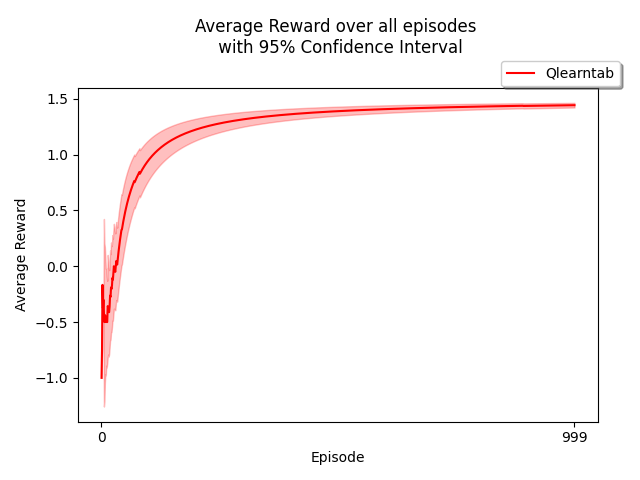 Average Reward over all episodes
with 95% Confidence Interval
Qlearntab
1.5
1.0
0.5
0.0
−0.5
−1.0
Average Reward
0
999
Episode